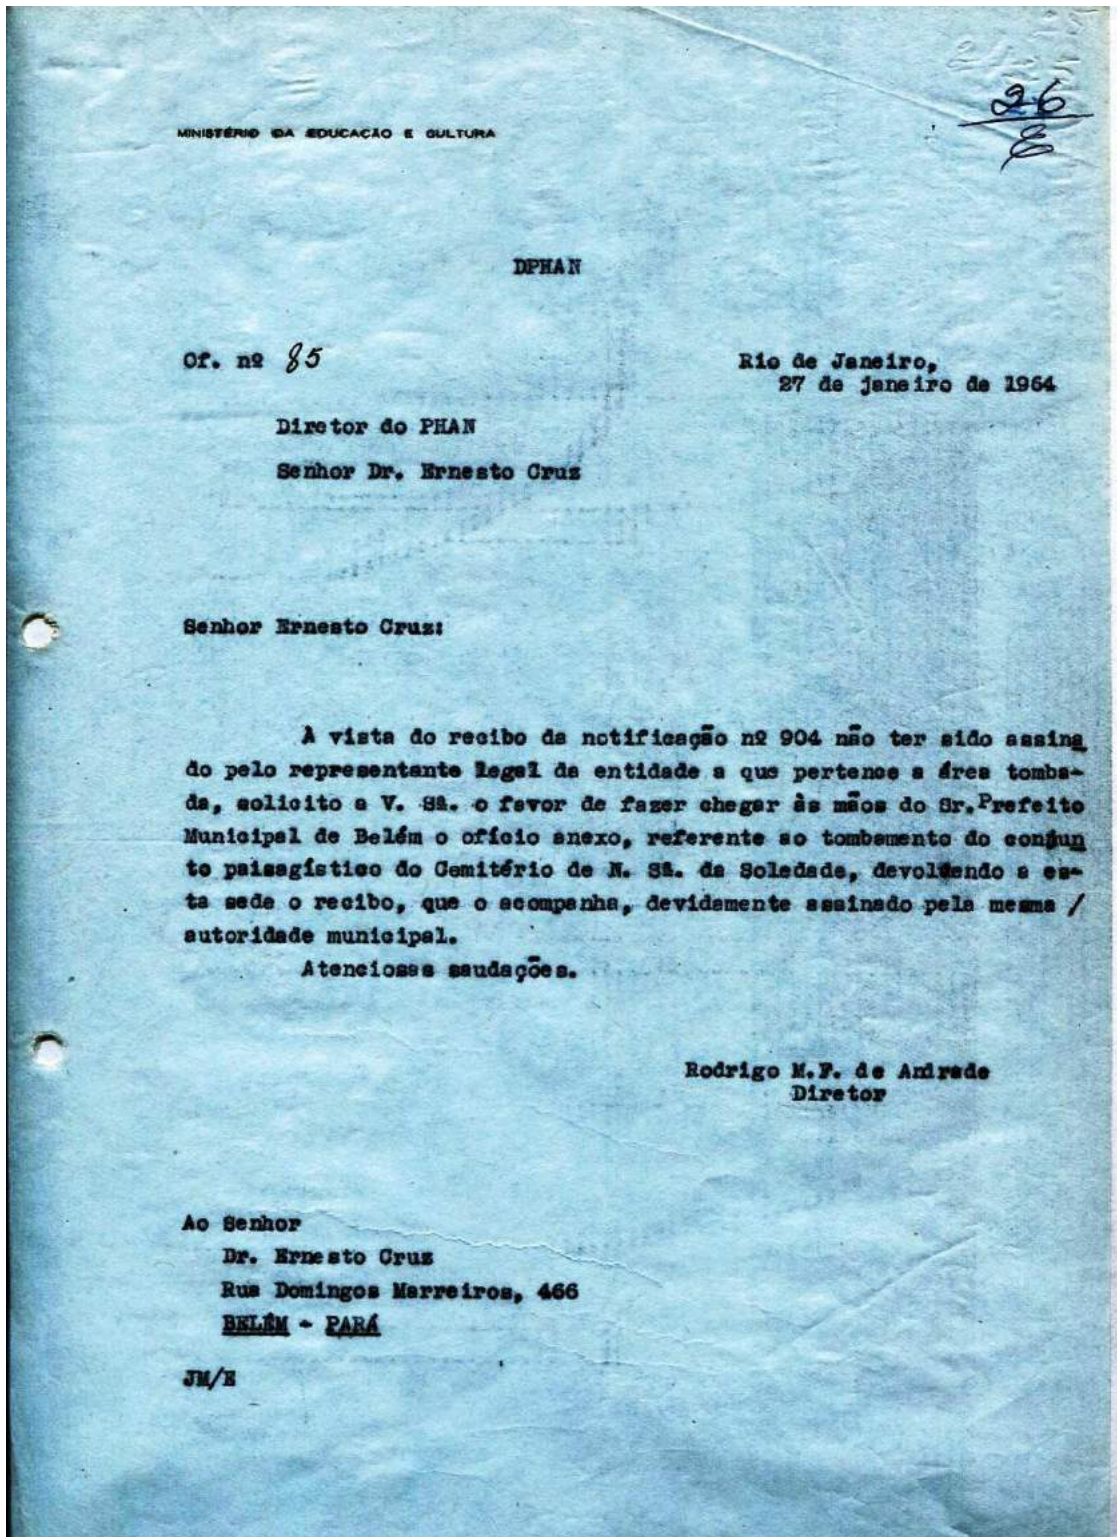 26
MINISTÉRIO DA EDUCAÇÃO E CULTURA
DPHAN
Of. nº 85
Rio de Janeiro,
27 de janeiro de 1964
Diretor do PHAN
Senhor Dr. Ernesto Cruz
Senhor Ernesto Cruz:
À vista do recibo da notificação nº 904 não ter sido assina
do pelo representante legal da entidade a que pertence a área tomba-
da, solicito a V. Sª. o favor de fazer chegar às mãos do Sr. Prefeito
Municipal de Belém o ofício anexo, referente ao tombamento do conjun
to paisagístico do Cemitério de N. Sª. da Soledade, devolvendo a es-
ta sede o recibo, que o acompanha, devidamente assinado pela mesma /
autoridade municipal.
Atenciosas saudações.
Rodrigo M.F. de Andrade
Diretor
Ao Senhor
Dr. Ernesto Cruz
Rua Domingos Marreiros, 466
BELÉM - PARÁ
JM/E